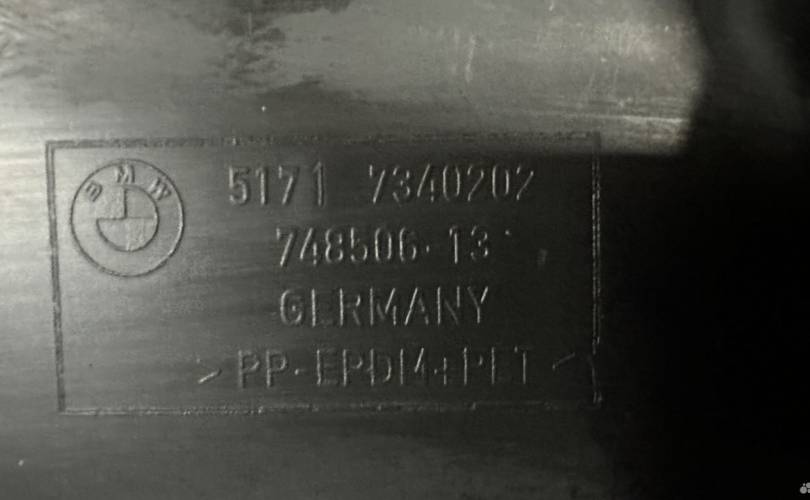 BMW
5171 7340202
748506-13
GERMANY
>PP-EPDM+PET<